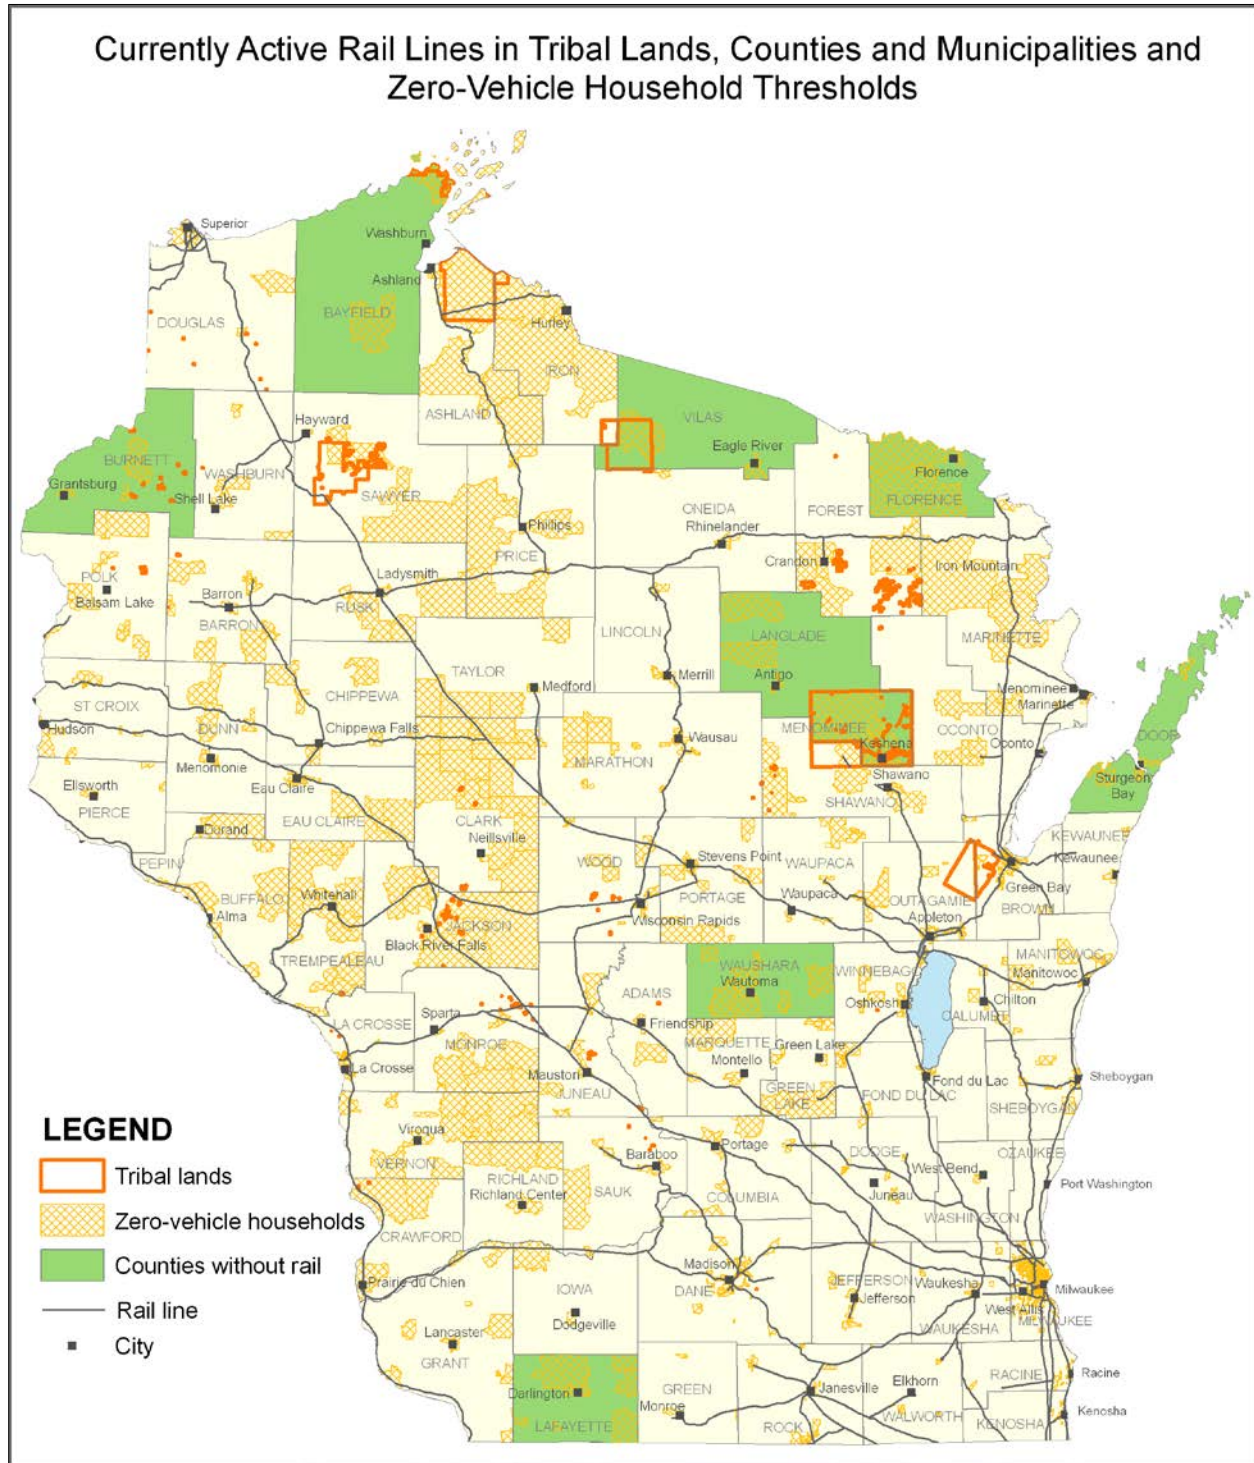 Currently Active Rail Lines in Tribal Lands, Counties and Municipalities and
Zero-Vehicle Household Thresholds
Superior
Washburn
Ashland
BAYFIELD
DOUGLAS
Hurley
IRON
ASHLAND
VILAS
Hayward
Eagle River
BURNETT
Florence
Grantsburg
WASHBURN
Shell Lake
SAWYER
FLORENCE
ONEIDA
FOREST
Rhinelander
Phillips
PRICE
Crandon
Iron Mountain
Ladysmith
POLK
Balsam Lake
Barron
RUSK
BARRON
LINCOLN
LANGLADE
MARINETTE
TAYLOR
Merrill
Antigo
Medford
CHIPPEWA
Menominee
Marinette
ST CROIX
Hudson
DUNN
Chippewa Falls
MENOMINEE
OCONTO
DOOR
Wausau
Keshena
Oconto
Menomonie
MARATHON
Shawano
Sturgeon
Bay
Ellsworth
Eau Claire
PIERCE
SHAWANO
EAU CLAIRE
CLARK
Durand
Neillsville
KEWAUNEE
PEPIN
WOOD
Stevens Point
WAUPACA
Kewaunee
Green Bay
BUFFALO
Whitehall
PORTAGE
Waupaca
OUTAGAMIE
BROWN
Alma
Wisconsin Rapids
Appleton
JACKSON
Black River Falls
TREMPEALEAU
WAUSHARA
Wautoma
WINNEBAGO
MANITOWOC
Manitowoc
ADAMS
Oshkosh
Chilton
CALUMET
LA CROSSE
Sparta
Friendship
MONROE
MARQUETTE
Green Lake
Montello
La Crosse
Mauston
JUNEAU
GREEN
LAKE
Fond du Lac
FOND DU LAC
Sheboygan
SHEBOYGAN
LEGEND
Tribal lands
Zero-vehicle households
Counties without rail
Rail line
City
Viroqua
VERNON
Portage
DODGE
OZAUKEE
Baraboo
West Bend
RICHLAND
Richland Center
SAUK
COLUMBIA
Juneau
Port Washington
WASHINGTON
CRAWFORD
Madison
Prairie du Chien
IOWA
DANE
JEFFERSON
Jefferson
Waukesha
Milwaukee
West Allis
MILWAUKEE
Dodgeville
WAUKESHA
Lancaster
GRANT
Darlington
GREEN
Monroe
Janesville
Elkhorn
RACINE
Racine
LAFAYETTE
ROCK
WALWORTH
KENOSHA
Kenosha